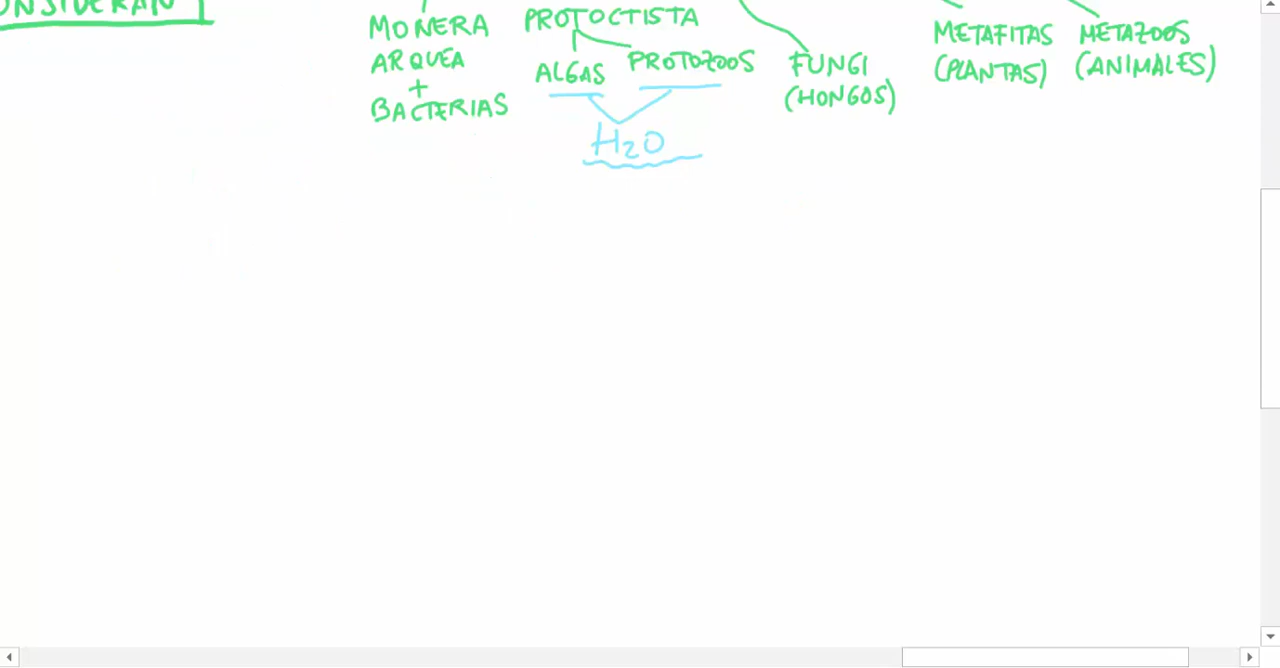 MONERA
ARQUEA
+
BACTERIAS
PROTOCTISTA
ALGAS PROTOZOOS
H2O
FUNGI
(HONGOS)
METAFITAS
(PLANTAS)
METAZOOS
(ANIMALES)